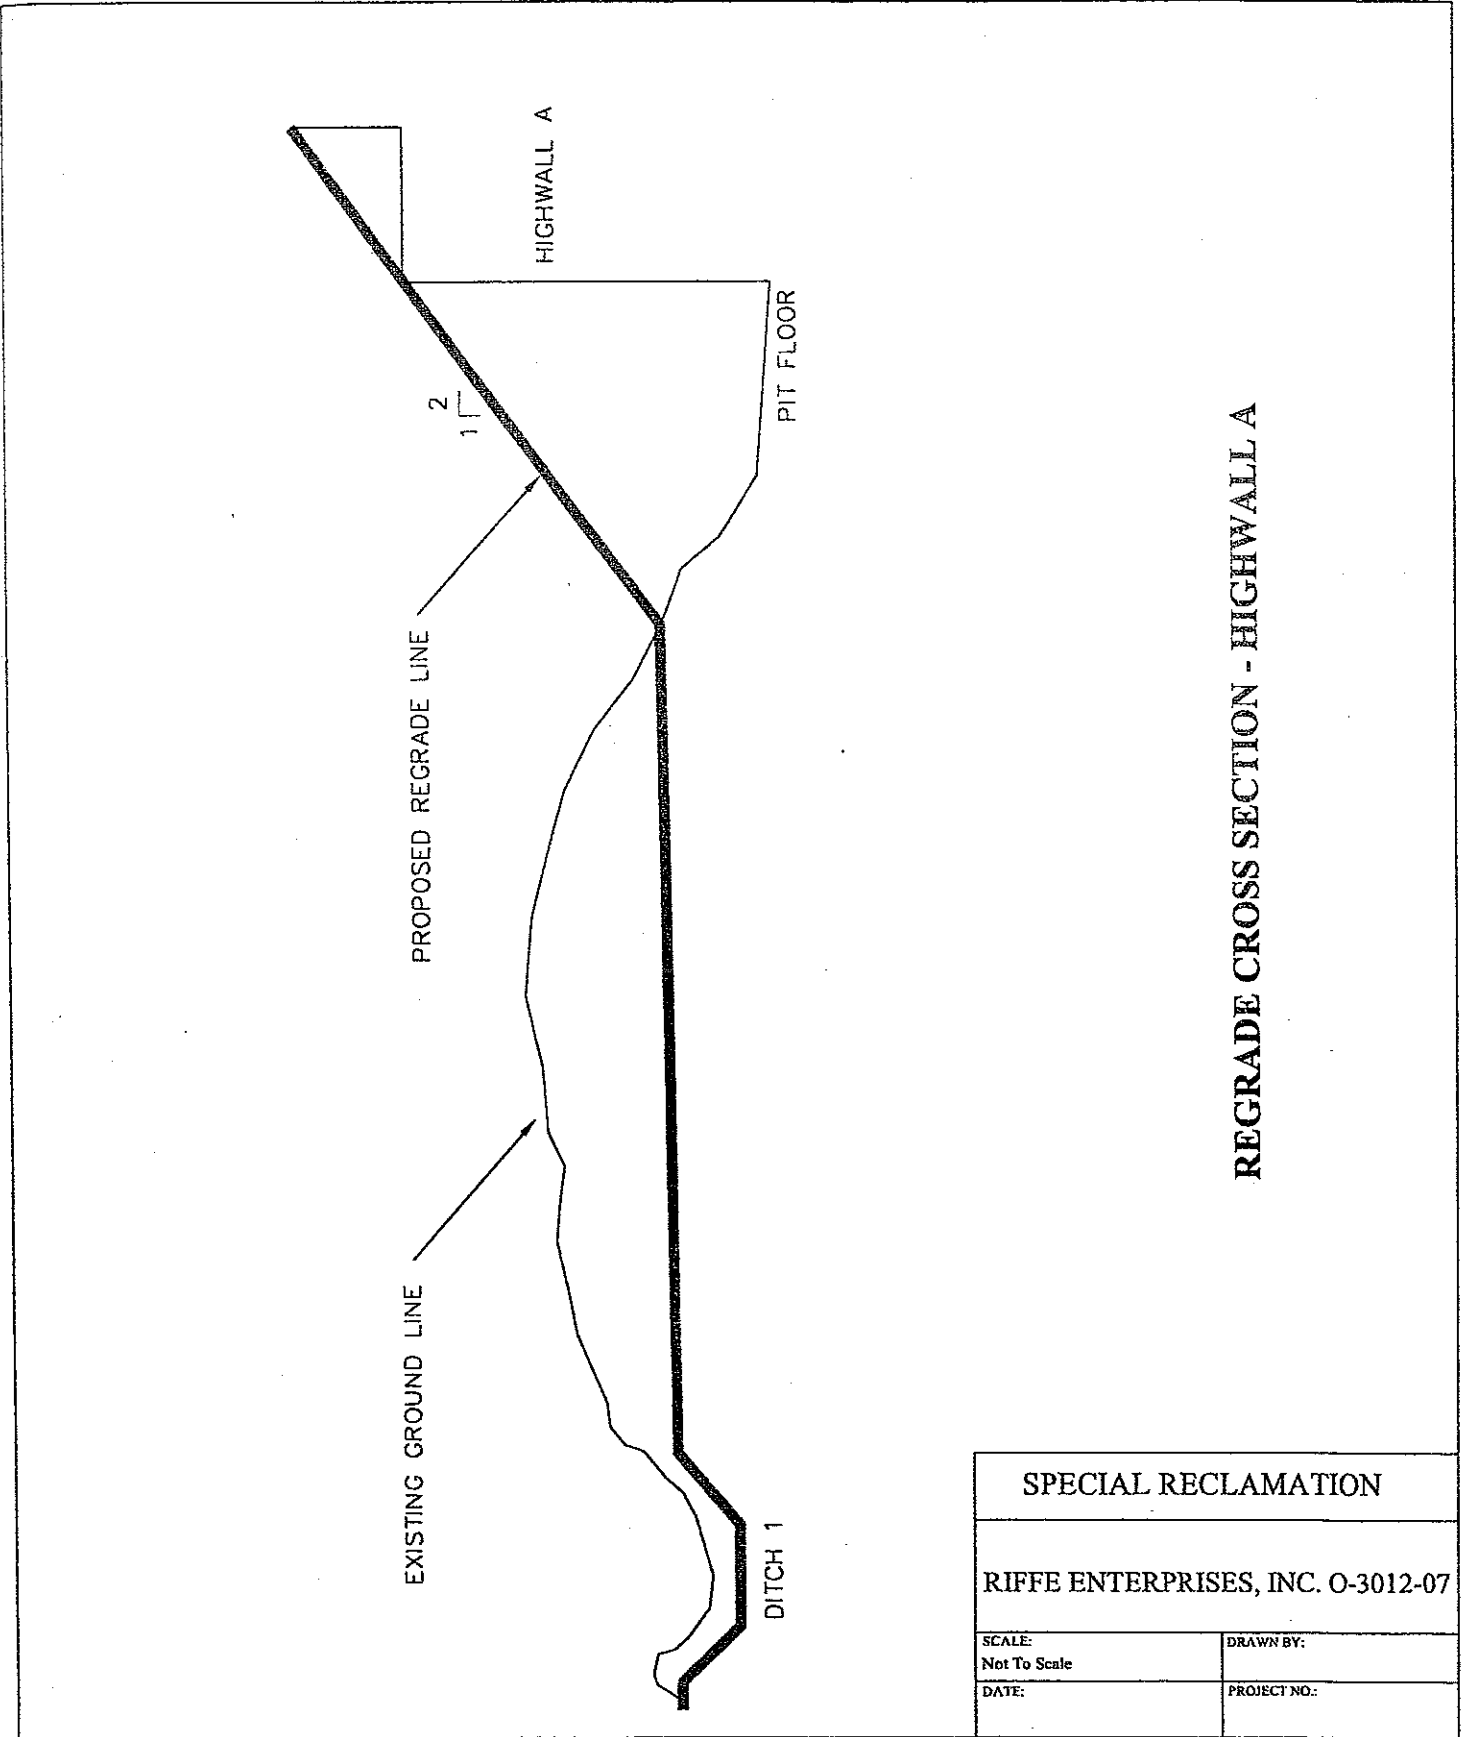 HIGHWALL A
2
1
PIT FLOOR
PROPOSED REGRADE LINE
EXISTING GROUND LINE
DITCH 1
REGRADE CROSS SECTION - HIGHWALL A
SPECIAL RECLAMATION
RIFFE ENTERPRISES, INC. O-3012-07
SCALE:
Not To Scale
DRAWN BY:
DATE:
PROJECT NO.: